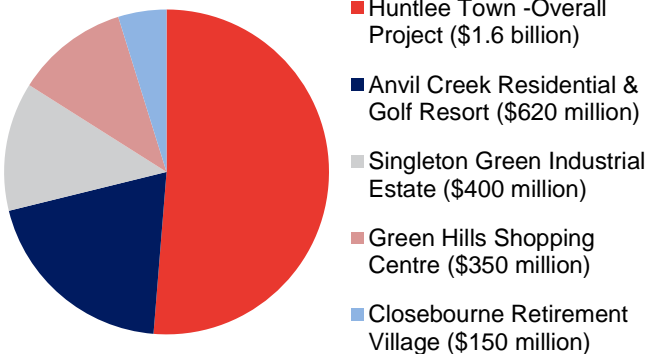 Huntlee Town -Overall
Project ($1.6 billion)
Anvil Creek Residential &
Golf Resort ($620 million)
Singleton Green Industrial
Estate ($400 million)
Green Hills Shopping
Centre ($350 million)
Closebourne Retirement
Village ($150 million)